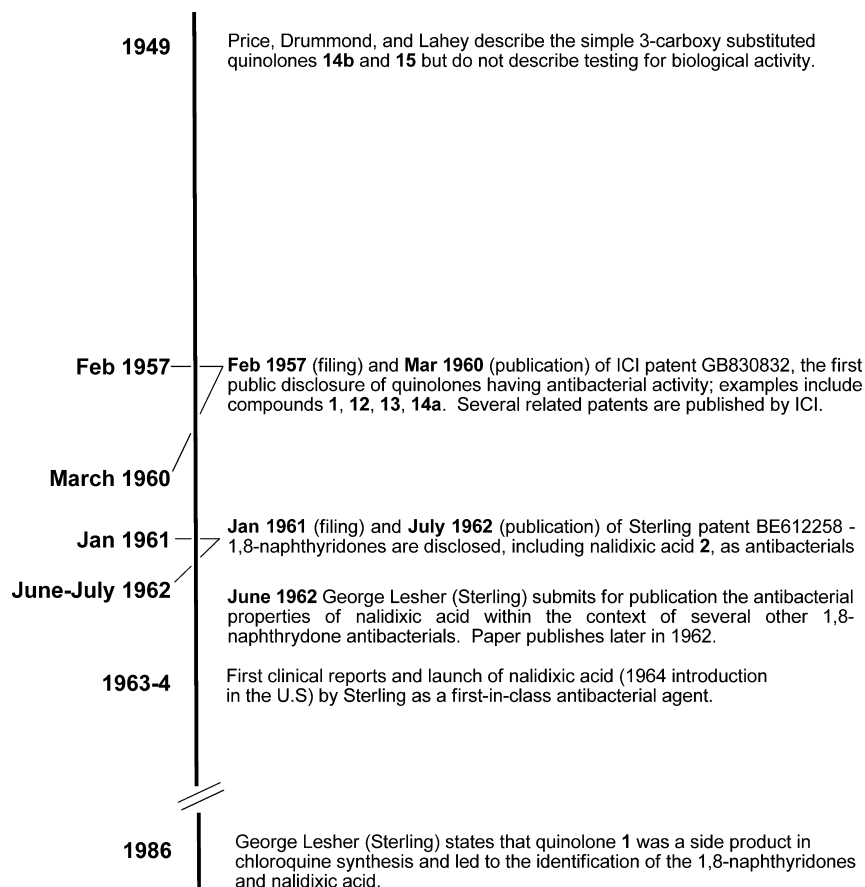 1949
Price, Drummond, and Lahey describe the simple 3-carboxy substituted
quinolones 14b and 15 but do not describe testing for biological activity.
Feb 1957
Feb 1957 (filing) and Mar 1960 (publication) of ICI patent GB830832, the first
public disclosure of quinolones having antibacterial activity; examples include
compounds 1, 12, 13, 14a. Several related patents are published by ICI.
March 1960
Jan 1961
Jan 1961 (filing) and July 1962 (publication) of Sterling patent BE612258 -
1,8-naphthyridones are disclosed, including nalidixic acid 2, as antibacterials
June-July 1962
June 1962 George Lesher (Sterling) submits for publication the antibacterial
properties of nalidixic acid within the context of several other 1,8-
naphthrydone antibacterials. Paper publishes later in 1962.
1963-4
First clinical reports and launch of nalidixic acid (1964 introduction
in the U.S) by Sterling as a first-in-class antibacterial agent.
1986
George Lesher (Sterling) states that quinolone 1 was a side product in
chloroquine synthesis and led to the identification of the 1,8-naphthyridones
and nalidixic acid.